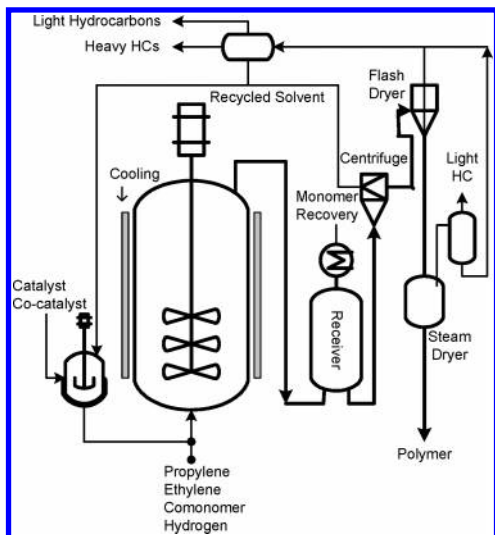 Light Hydrocarbons
Heavy HCs
Recycled Solvent
Flash
Dryer
Centrifuge
Cooling
Monomer
Recovery
Light
HC
Catalyst
Co-catalyst
Receiver
Steam
Dryer
Polymer
Propylene
Ethylene
Comonomer
Hydrogen